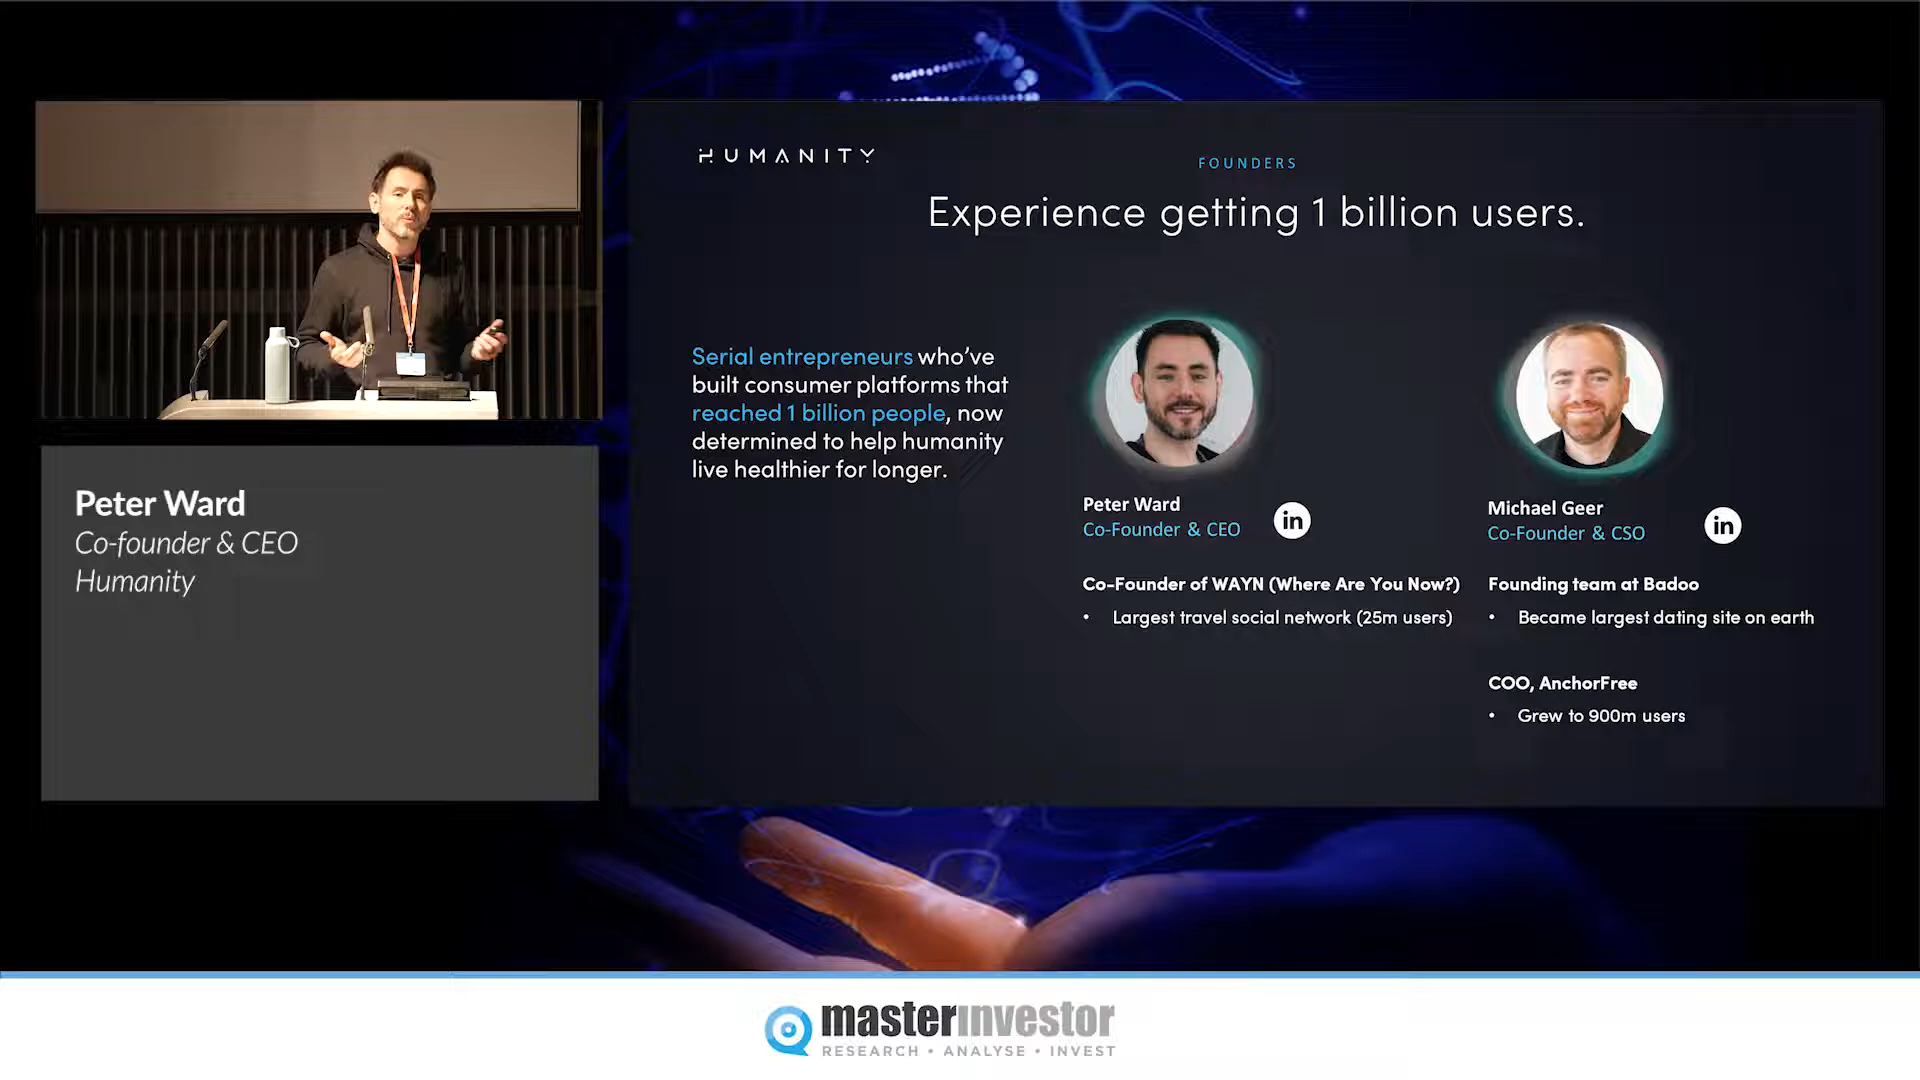 HUMANITY
FOUNDERS
Experience getting 1 billion users.
Serial entrepreneurs who've
built consumer platforms that
reached 1 billion people, now
determined to help humanity
live healthier for longer.
Peter Ward
Co-Founder & CEO
in
Co-Founder of WAYN (Where Are You Now?)
• Largest travel social network (25m users)
Michael Geer
Co-Founder & CSO
in
Founding team at Badoo
• Became largest dating site on earth
COO, AnchorFree
• Grew to 900m users
Peter Ward
Co-founder & CEO
Humanity
masterinvestor
RESEARCH • ANALYSE • INVEST